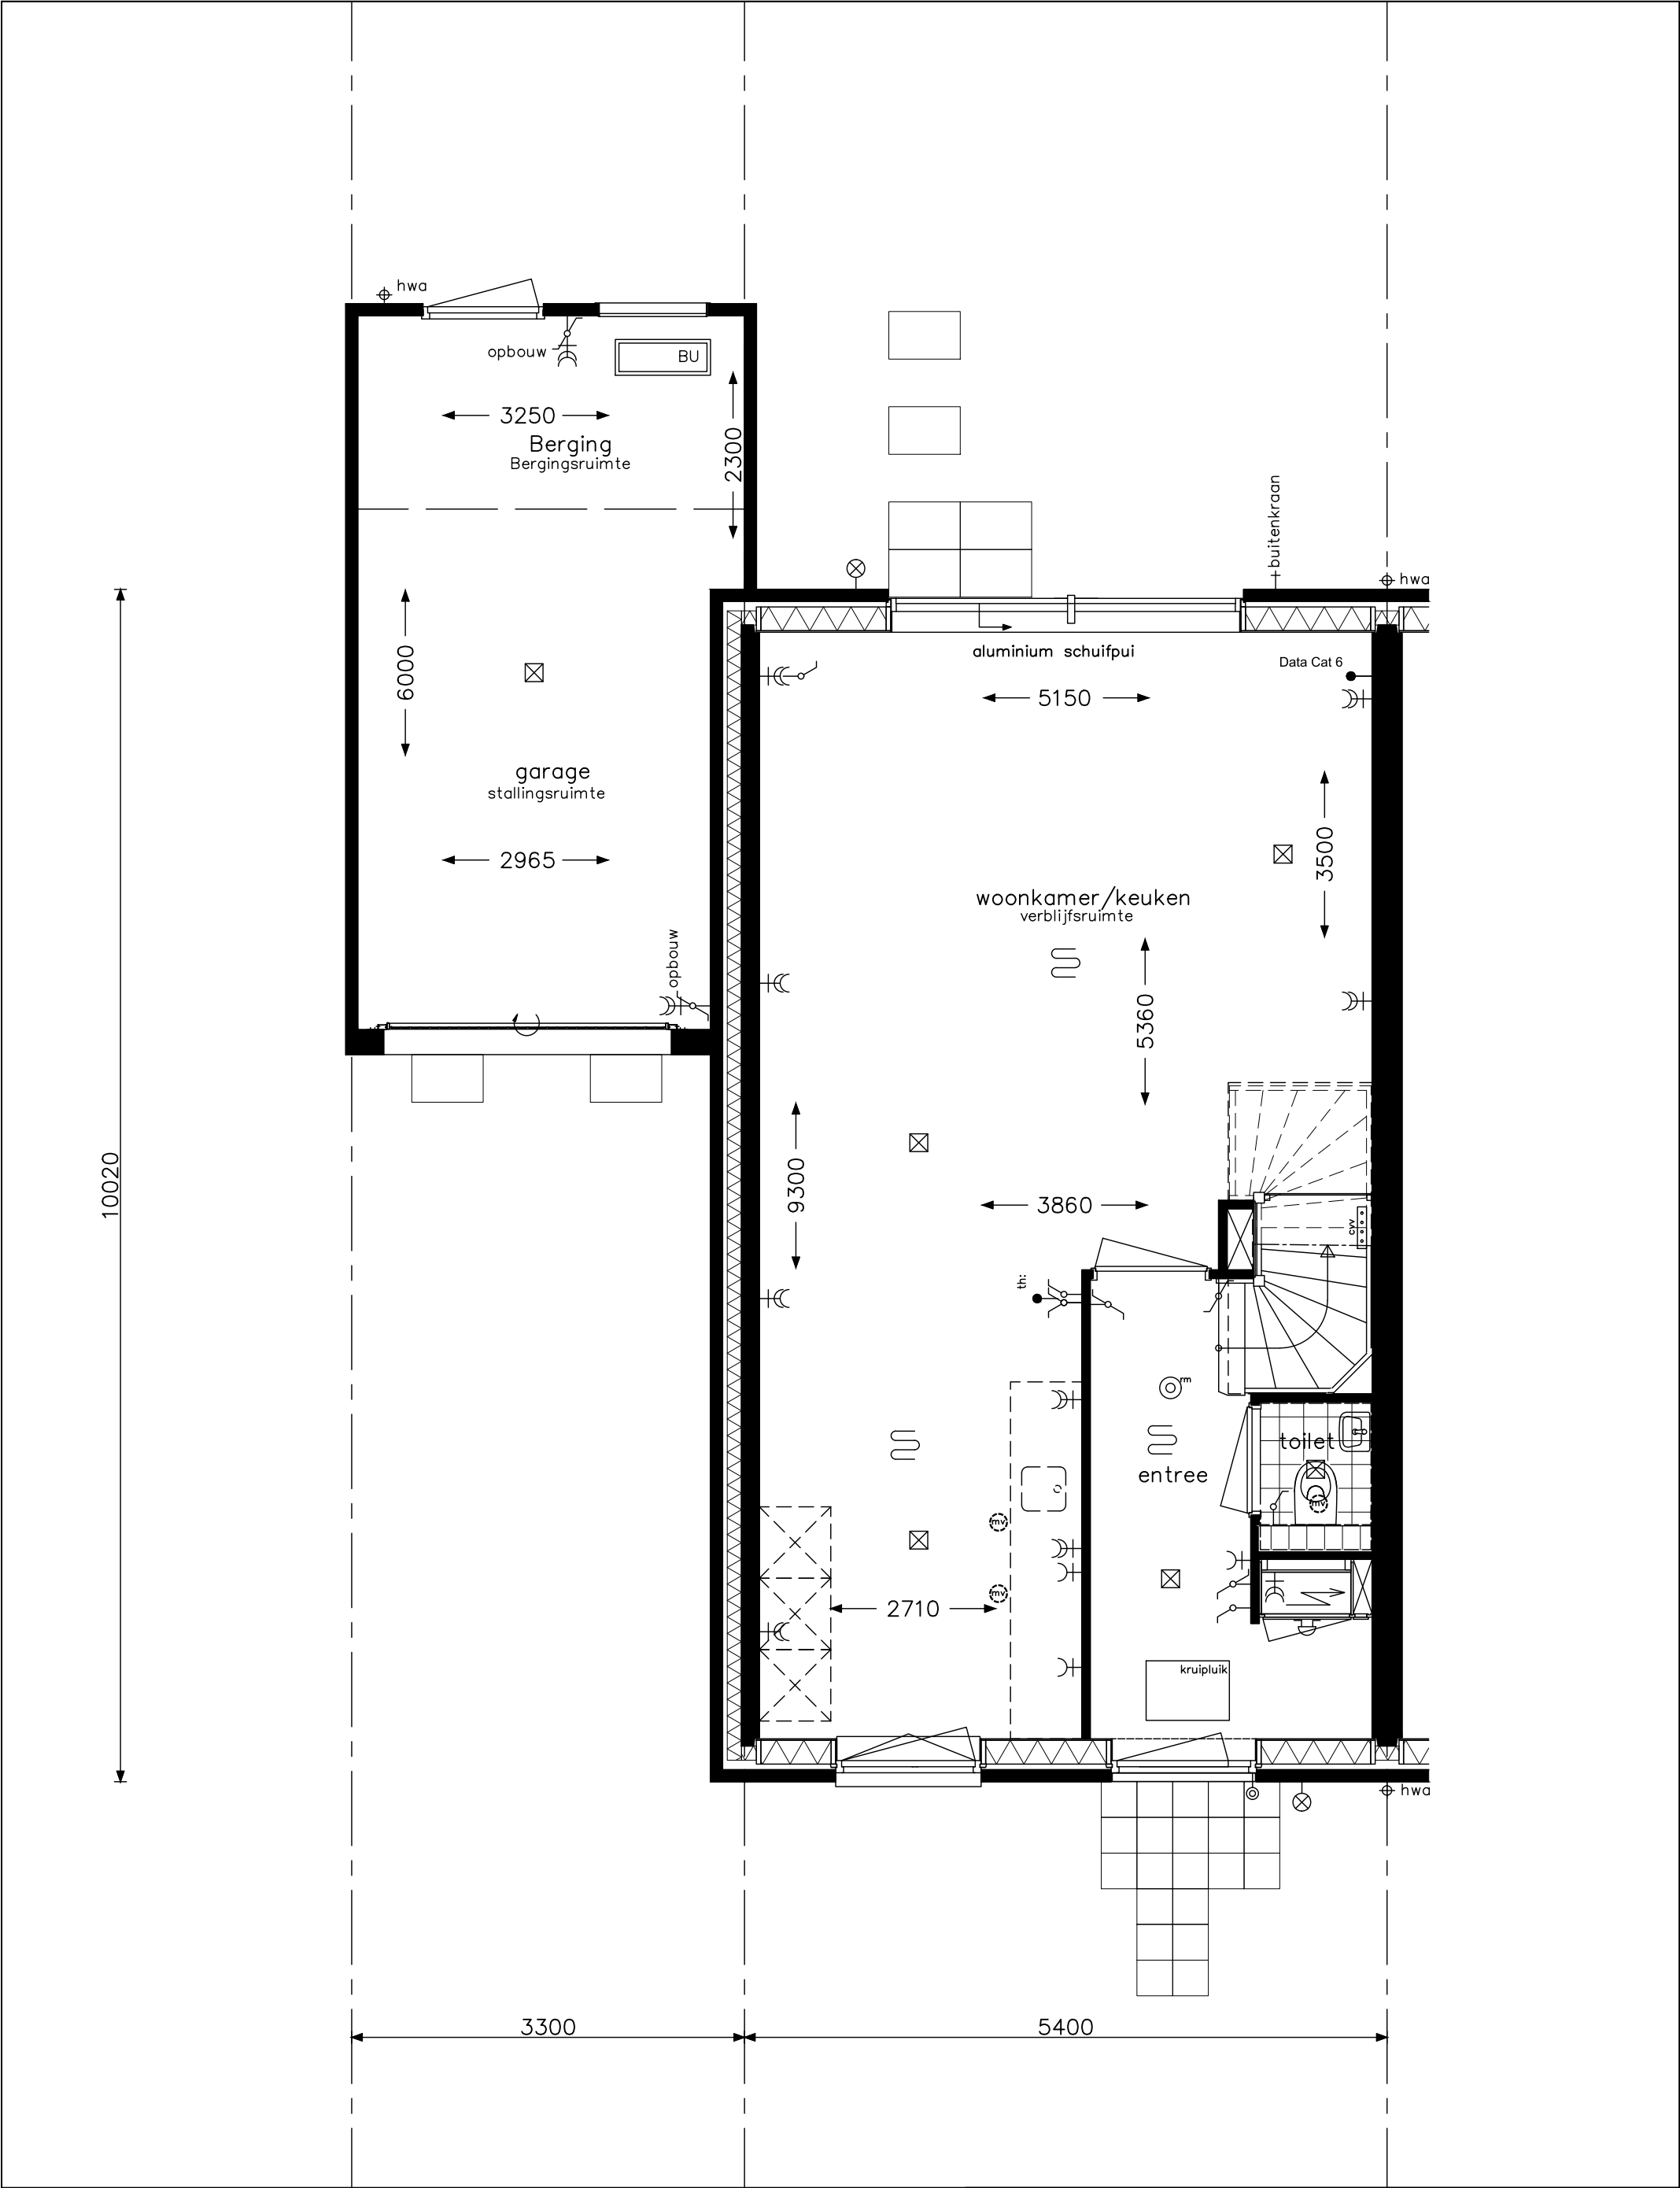 hwa
opbouw
BU
3250
Berging
Bergingsruimte
2300
buitenkraan
hwa
aluminium schuifpui
Data Cat 6
5150
6000
garage
stallingsruimte
2965
3500
woonkamer/keuken
verblijfsruimte
opbouw
5360
10020
9300
3860
cvv
th:
rm
toilet
entree
mv
mv
mv
2710
kruipluik
hwa
3300
5400